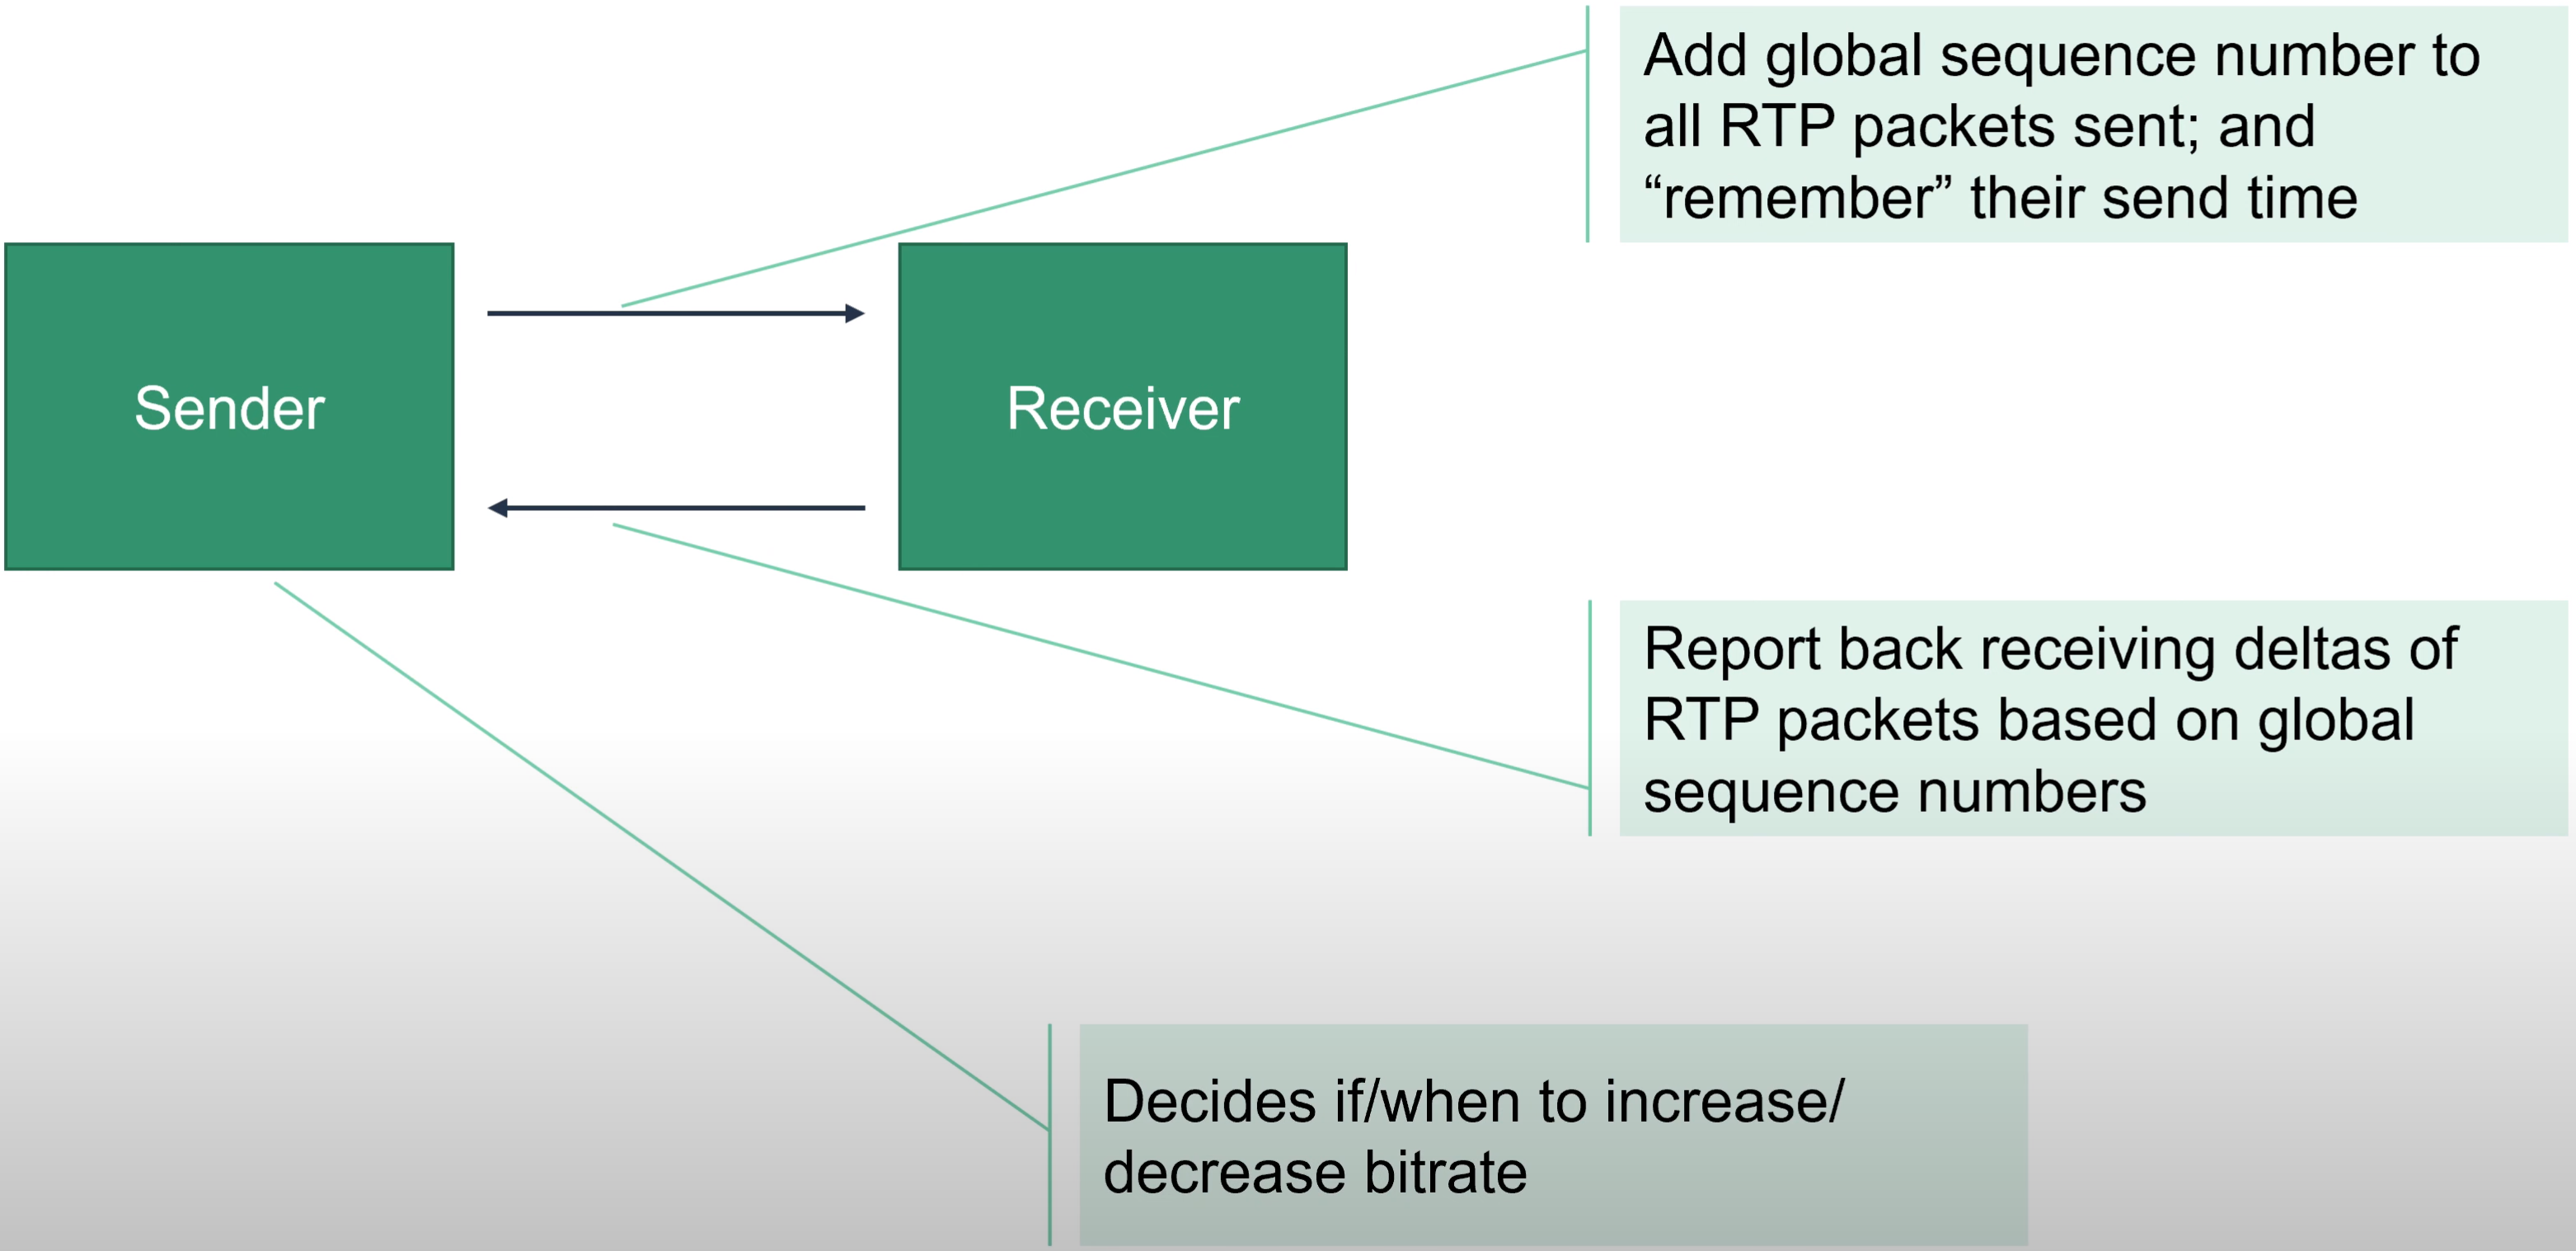 Add global sequence number to
all RTP packets sent; and
“remember” their send time
Sender
Receiver
Report back receiving deltas of
RTP packets based on global
sequence numbers
Decides if/when to increase/
decrease bitrate